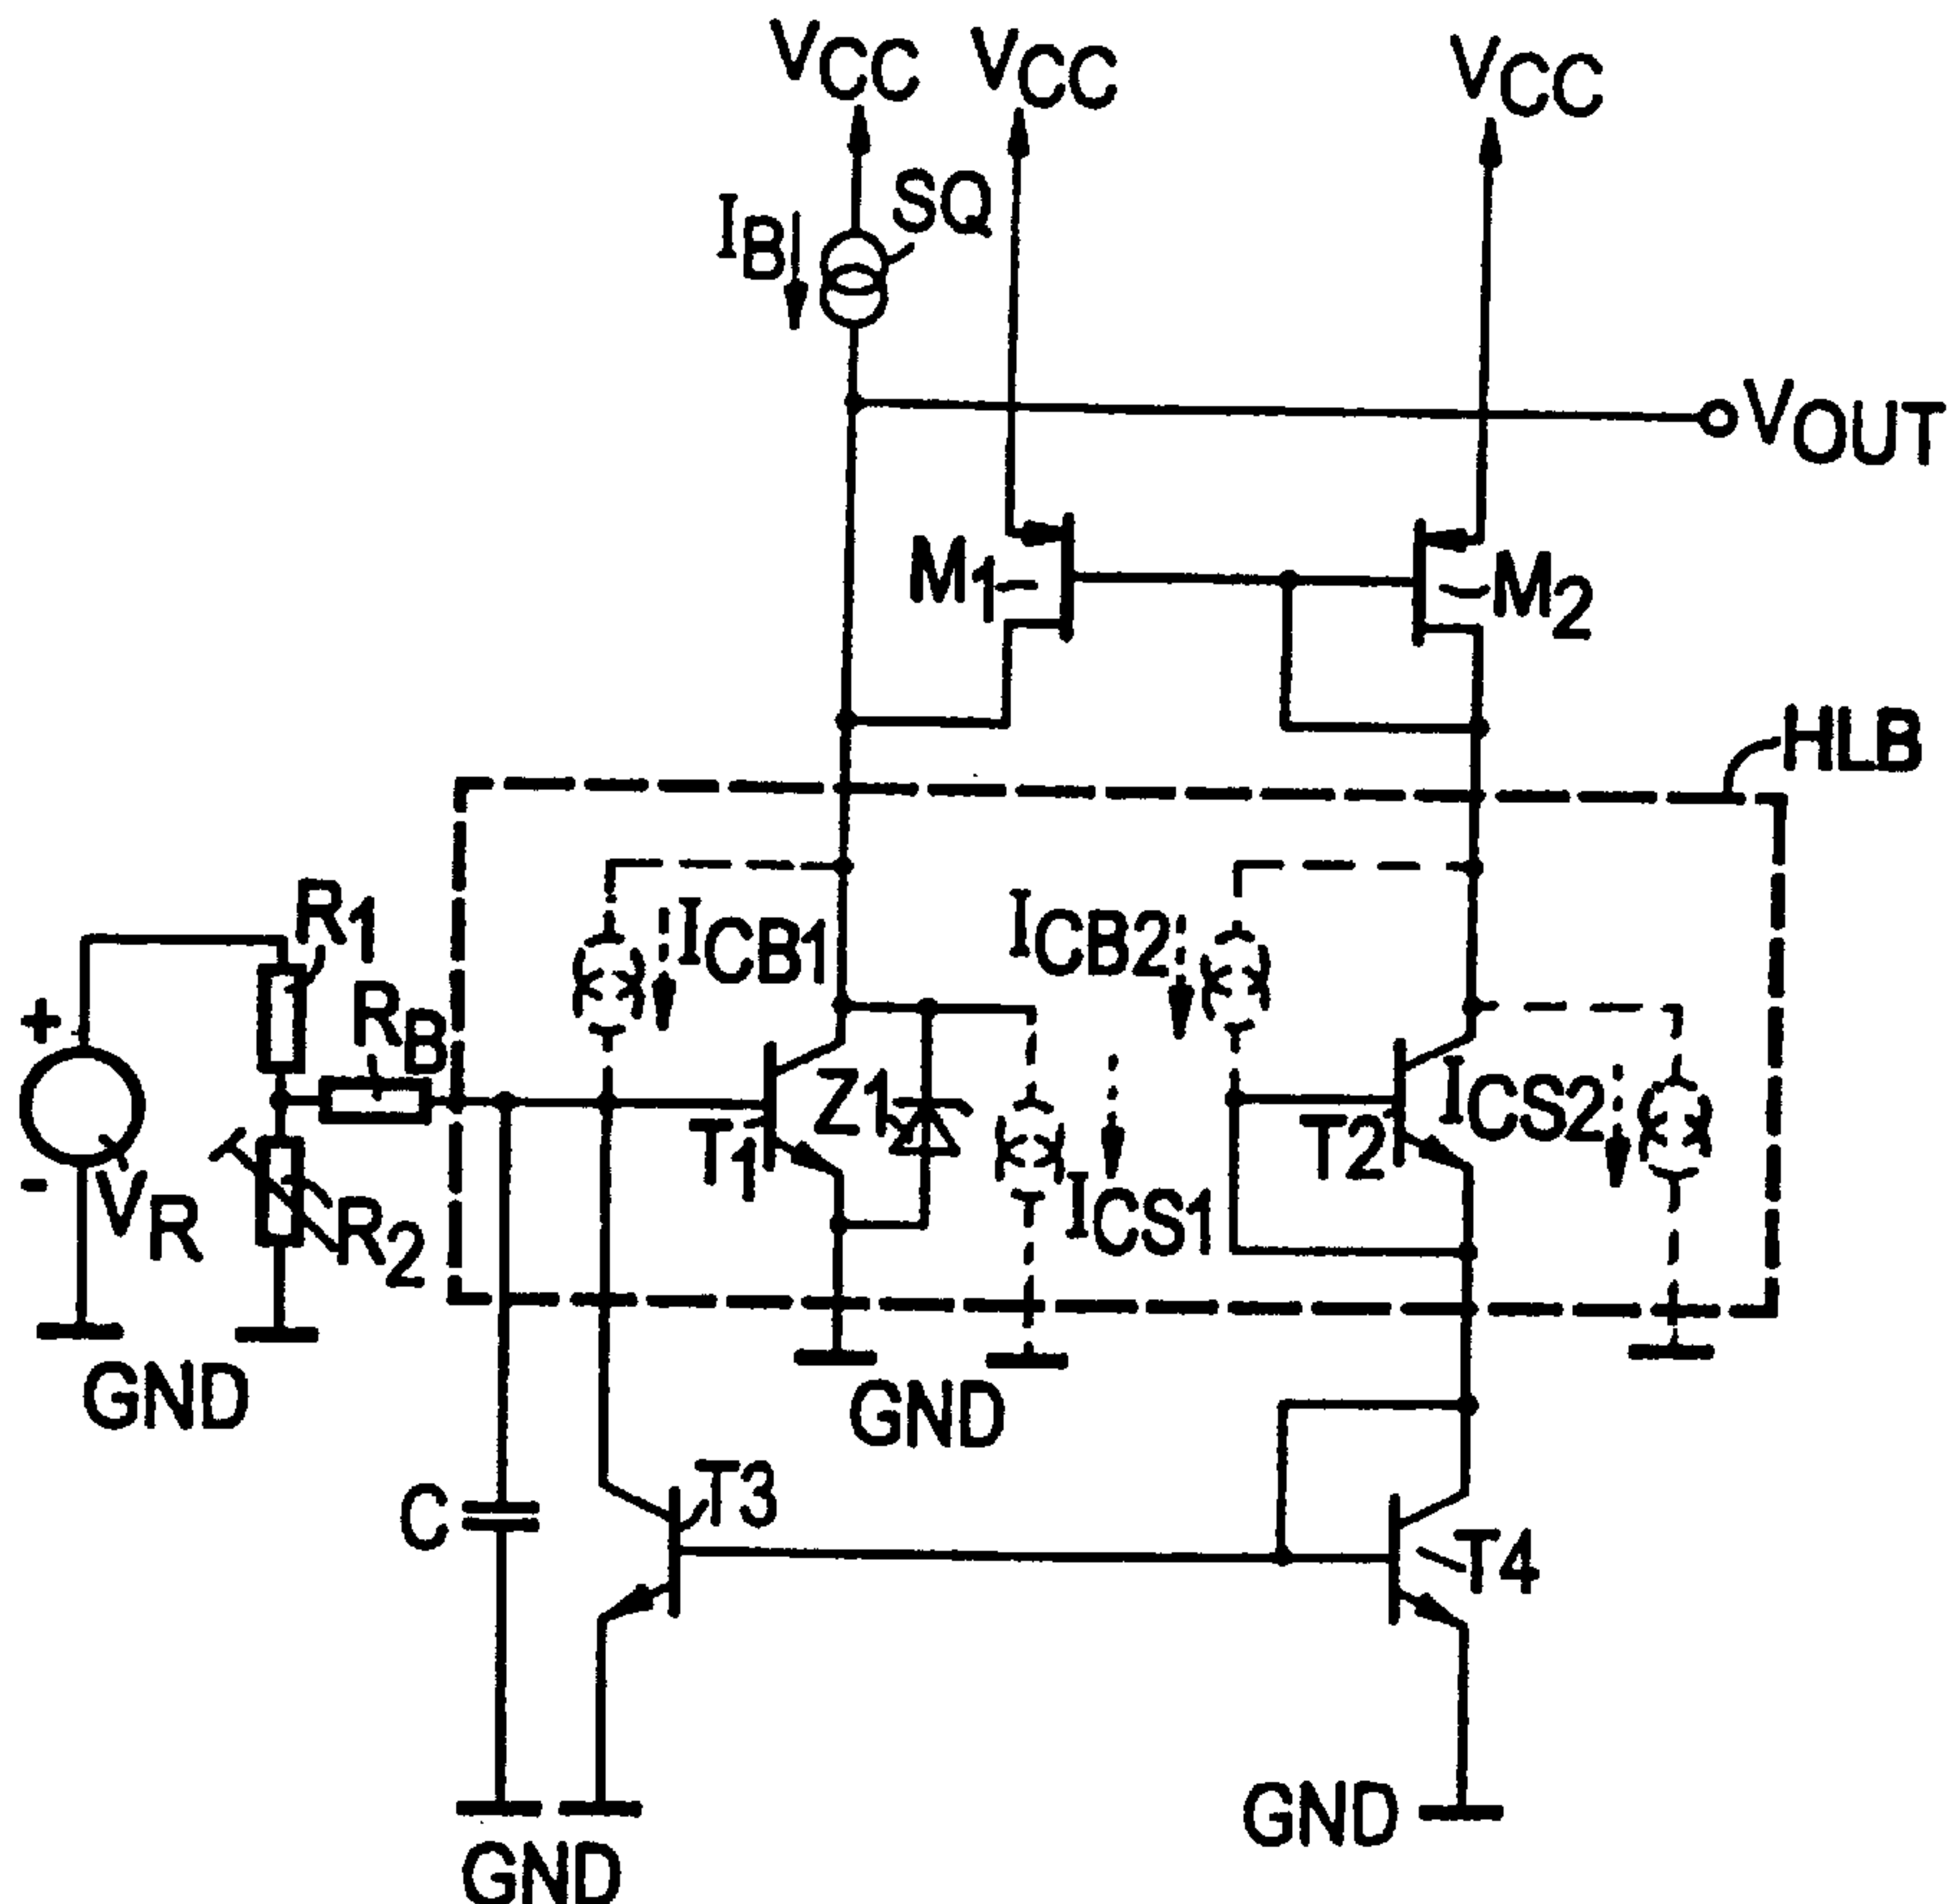 VCC VCC VCC
IB SQ
VOUT
M1 M2
HLB
R1
ICB1 ICB2
RB
+
Z1 ICS2
T1 T2
-
VR R2 ICS1
GND GND
T3
C
T4
GND
GND